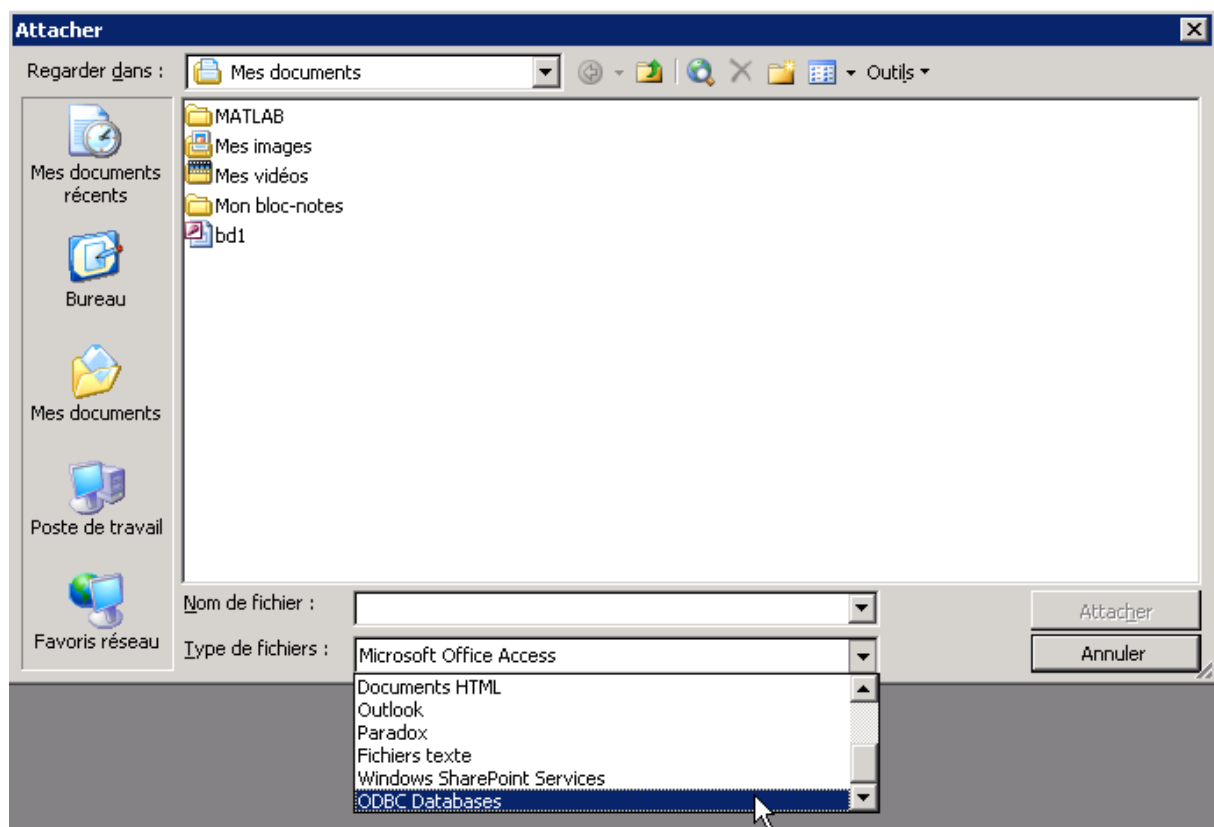 Attacher
Regarder dans :
Mes documents
Outils
Mes documents
récents
Bureau
Mes documents
Poste de travail
Favoris réseau
MATLAB
Mes images
Mes vidéos
Mon bloc-notes
bd1
Nom de fichier :
Attacher
Type de fichiers :
Microsoft Office Access
Annuler
Documents HTML
Outlook
Paradox
Fichiers texte
Windows SharePoint Services
ODBC Databases